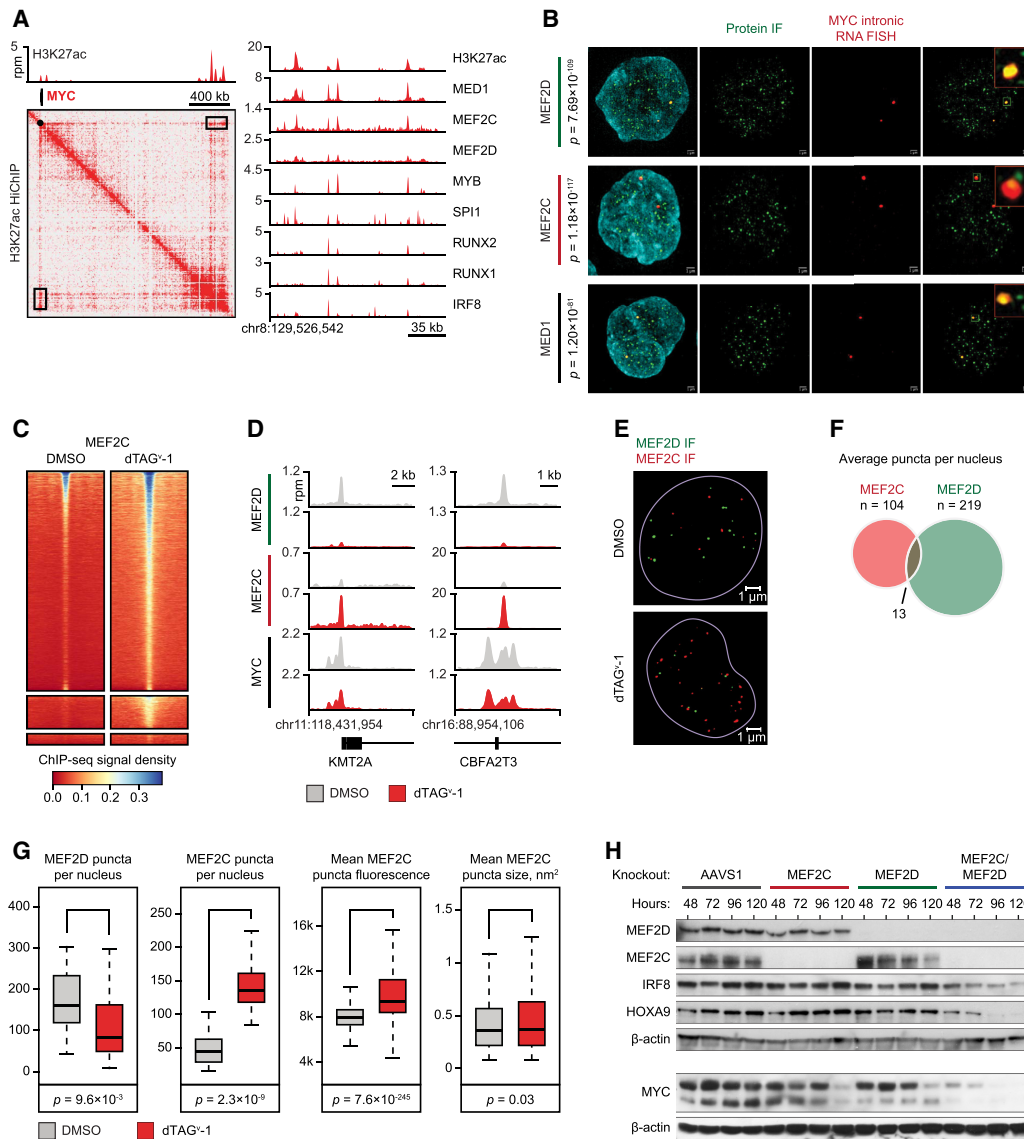 A
5
rpm
H3K27ac
MYC
400 kb
H3K27ac HiChIP
20
H3K27ac
8
MED1
1.4
MEF2C
2.5
MEF2D
4.5
MYB
5
SPI1
5
RUNX2
3
RUNX1
5
IRF8
chr8:129,526,542
35 kb
B
Protein IF
MYC intronic
RNA FISH
MEF2D
p = 7.69×10-109
MEF2C
p = 1.18×10-117
MED1
p = 1.20×10-81
C
MEF2C
DMSO dTAGv-1
ChIP-seq signal density
0.0 0.1 0.2 0.3
D
1.2 2 kb 1.3 1 kb
rpm
MEF2D
1.2 1.3
0.7 20
MEF2C
0.7 20
2.2 1.2
MYC
2.2 1.2
chr11:118,431,954 chr16:88,954,106
KMT2A CBFA2T3
DMSO dTAGv-1
E
MEF2D IF
MEF2C IF
DMSO
1 µm
dTAGv-1
1 µm
F
Average puncta per nucleus
MEF2C MEF2D
n = 104 n = 219
13
G
MEF2D puncta
per nucleus
400
300
200
100
0
p = 9.6×10-3
MEF2C puncta
per nucleus
250
200
150
100
50
p = 2.3×10-9
Mean MEF2C
puncta fluorescence
16k
12k
8k
4k
p = 7.6×10-245
Mean MEF2C
puncta size, nm2
1.5
1.0
0.5
0
p = 0.03
DMSO dTAGv-1
H
Knockout: AAVS1 MEF2C MEF2D MEF2C/
MEF2D
Hours: 48 72 96 120 48 72 96 120 48 72 96 120 48 72 96 120
MEF2D
MEF2C
IRF8
HOXA9
β-actin
MYC
β-actin